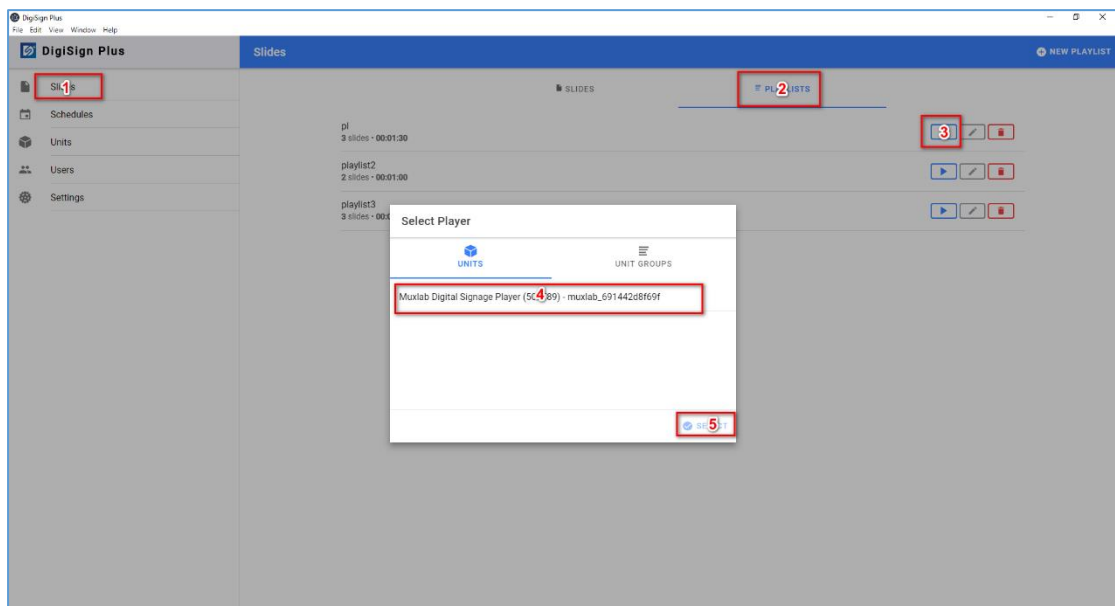 DigiSign Plus
File Edit View Window Help
DigiSign Plus
Slides
NEW PLAYLIST
1
Schedules
Units
Users
Settings
SLIDES
2
pl
3 slides - 00:01:30
3
playlist2
2 slides - 00:01:00
playlist3
3 slides - 00:0
Select Player
UNITS
UNIT GROUPS
Muxlab Digital Signage Player 4 - muxlab_691442d8f69f
5